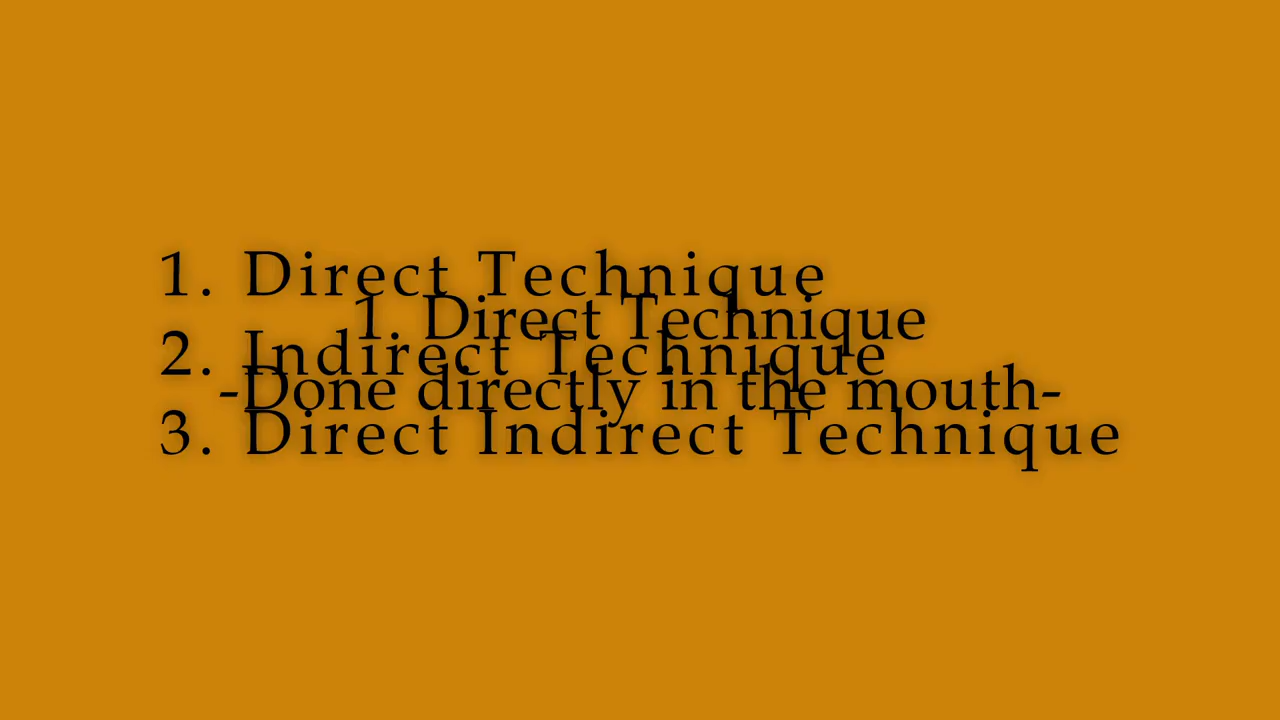 1. Direct Technique
1. Direct Technique
2. Indirect Technique
-Done directly in the mouth-
3. Direct Indirect Technique